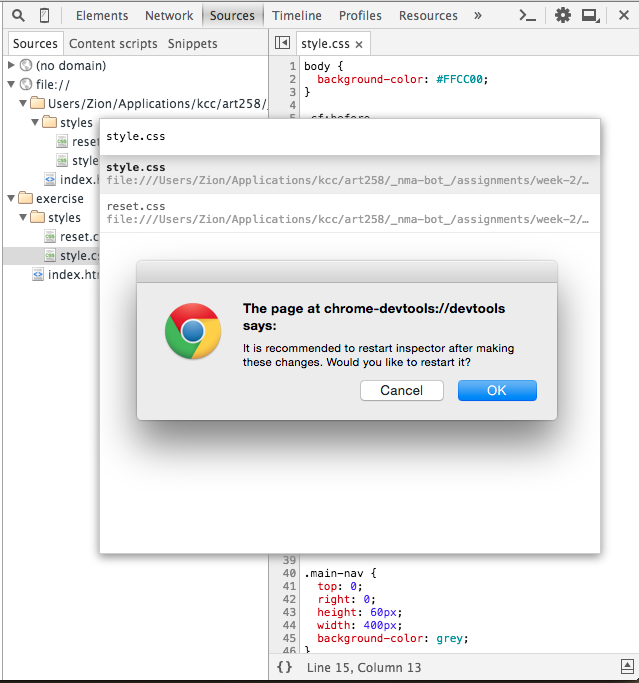 Elements Network Sources Timeline Profiles Resources »
Sources Content scripts Snippets
style.css ×
(no domain)
file://
Users/Zion/Applications/kcc/art258/_
styles
style
index.h
exercise
styles
reset.c
style.cs
index.htm
1 body {
2 background-color: #FFCC00;
3 }
4
5
style.css
style.css
file:///Users/Zion/Applications/kcc/art258/_nma-bot_/assignments/week-2/…
reset.css
file:///Users/Zion/Applications/kcc/art258/_nma-bot_/assignments/week-2/…
The page at chrome-devtools://devtools
says:
It is recommended to restart inspector after making
these changes. Would you like to restart it?
Cancel OK
39
40 .main-nav {
41 top: 0;
42 right: 0;
43 height: 60px;
44 width: 400px;
45 background-color: grey;
46 }
{} Line 15, Column 13